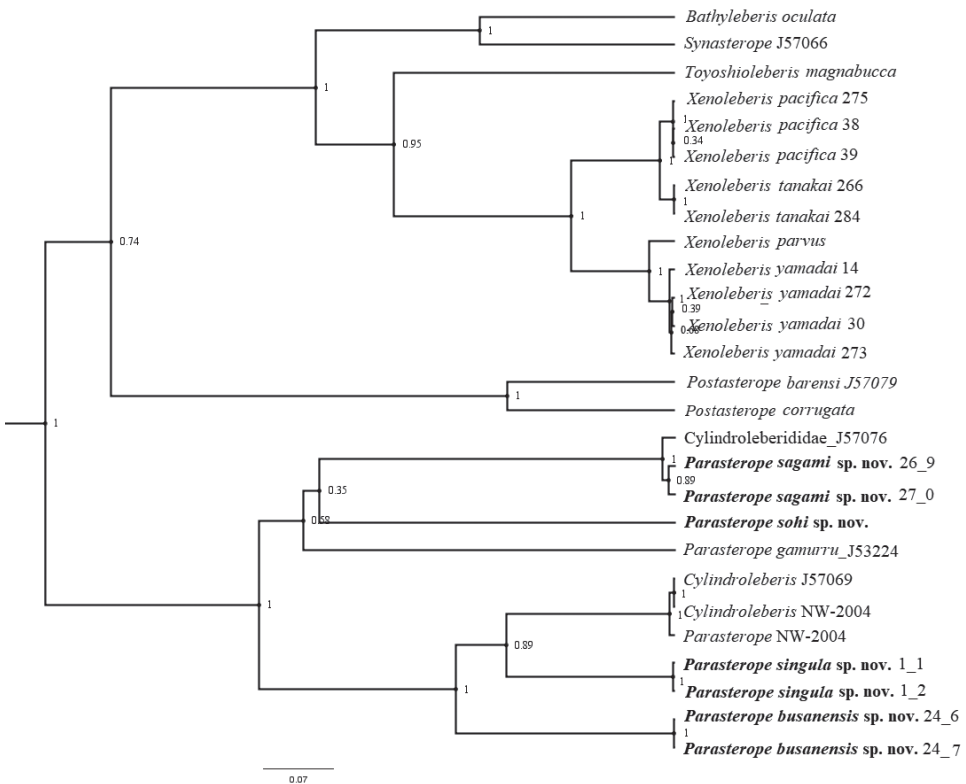 Bathyleberis oculata
1
Synasterope J57066
Toyoshioleberis magnabucca
1
Xenoleberis pacifica 275
1
Xenoleberis pacifica 38
0.34
0.95
Xenoleberis pacifica 39
1
Xenoleberis tanakai 266
1
Xenoleberis tanakai 284
1
Xenoleberis parvus
0.74
Xenoleberis yamadai 14
1
Xenoleberis yamadai 272
1
0.39
Xenoleberis yamadai 30
Xenoleberis yamadai 273
Postasterope barensi J57079
1
Postasterope corrugata
1
Cylindroleberididae_J57076
1
Parasterope sagami sp. nov. 26_9
0.89
0.35
Parasterope sagami sp. nov. 27_0
Parasterope sohi sp. nov.
Parasterope gamurru_J53224
Cylindroleberis J57069
1
1
Cylindroleberis NW-2004
1
Parasterope NW-2004
0.89
Parasterope singula sp. nov. 1_1
1
1
Parasterope singula sp. nov. 1_2
Parasterope busanensis sp. nov. 24_6
1
Parasterope busanensis sp. nov. 24_7
0.07